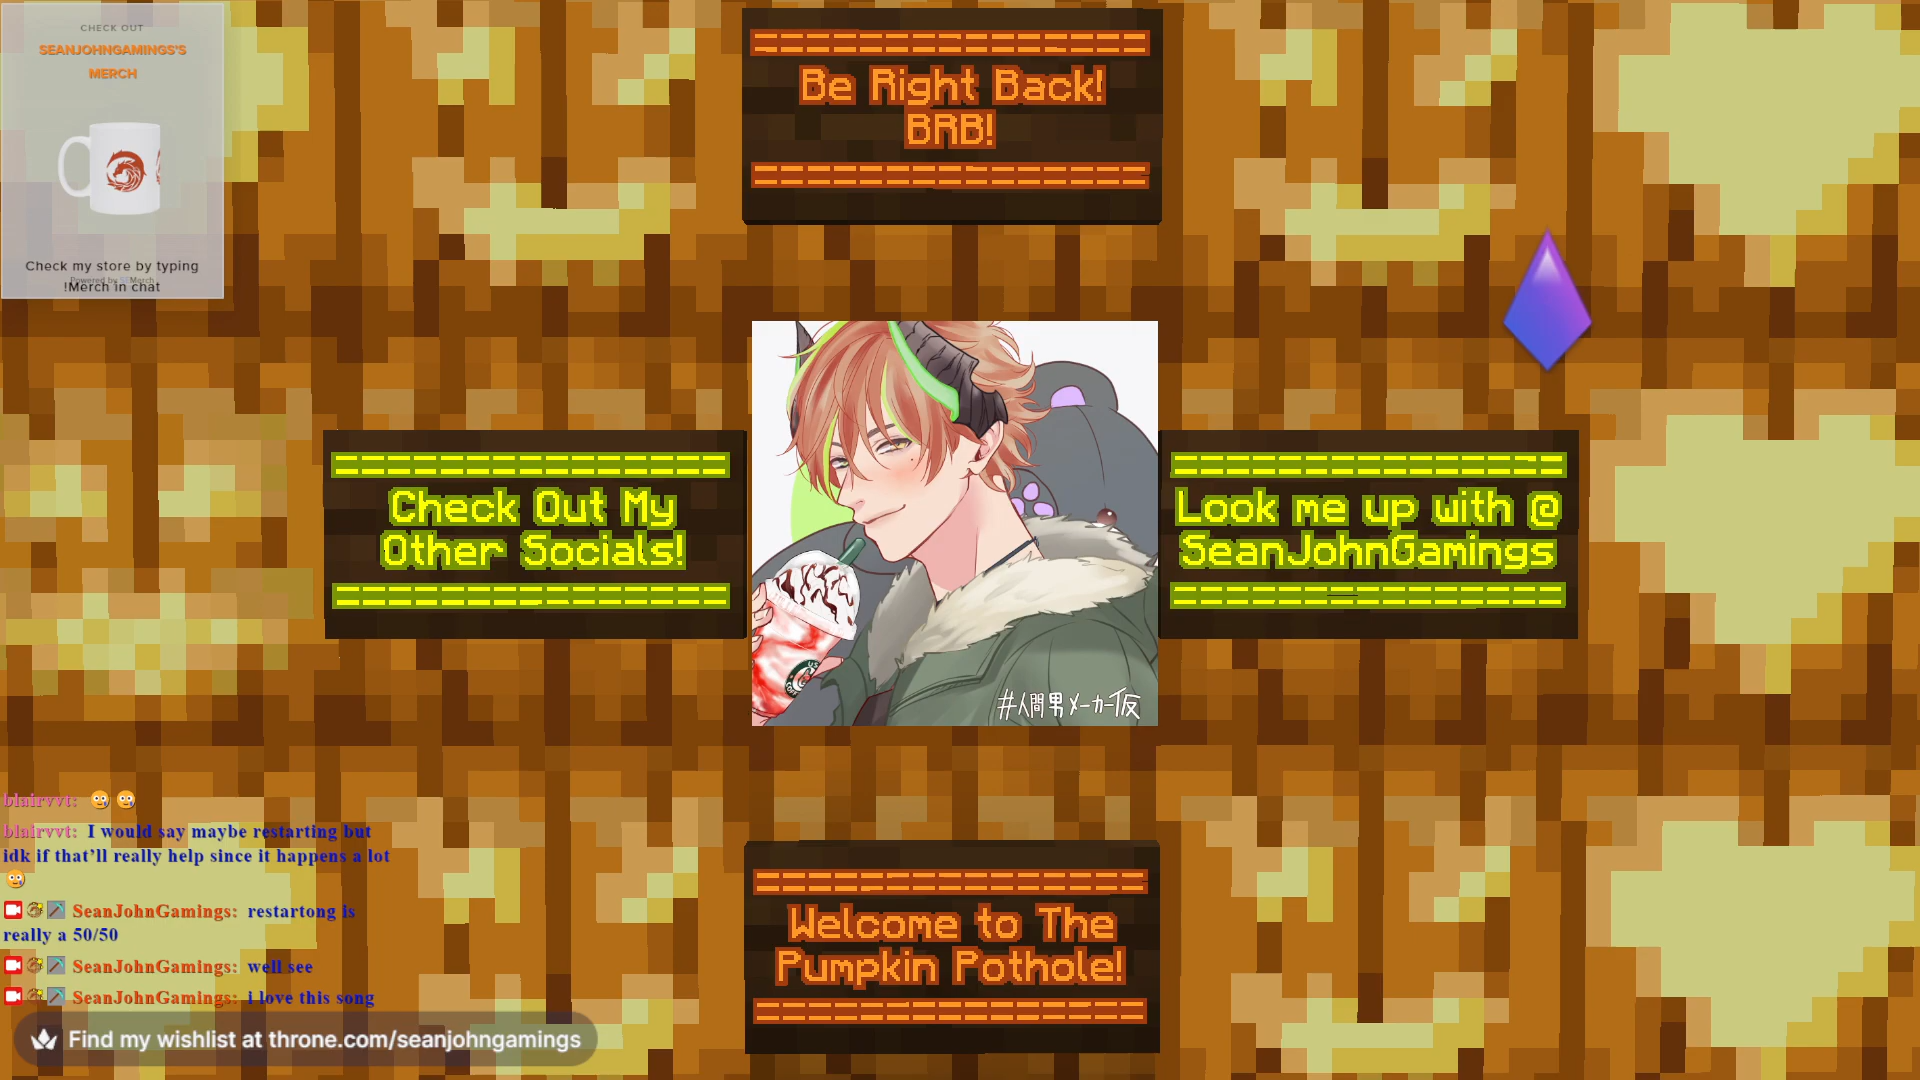 CHECK OUT
SEANJOHNGAMINGS'S
MERCH
Check my store by typing
Powered by Merch
!Merch in chat
Be Right Back!
BRB!
Check Out My
Other Socials!
Look me up with @
SeanJohnGamings
#人間男メーカー仮
blairvvt:
blairvvt: I would say maybe restarting but
idk if that’ll really help since it happens a lot
SeanJohnGamings: restartong is
really a 50/50
SeanJohnGamings: well see
SeanJohnGamings: i love this song
Welcome to The
Pumpkin Pothole!
Find my wishlist at throne.com/seanjohngamings